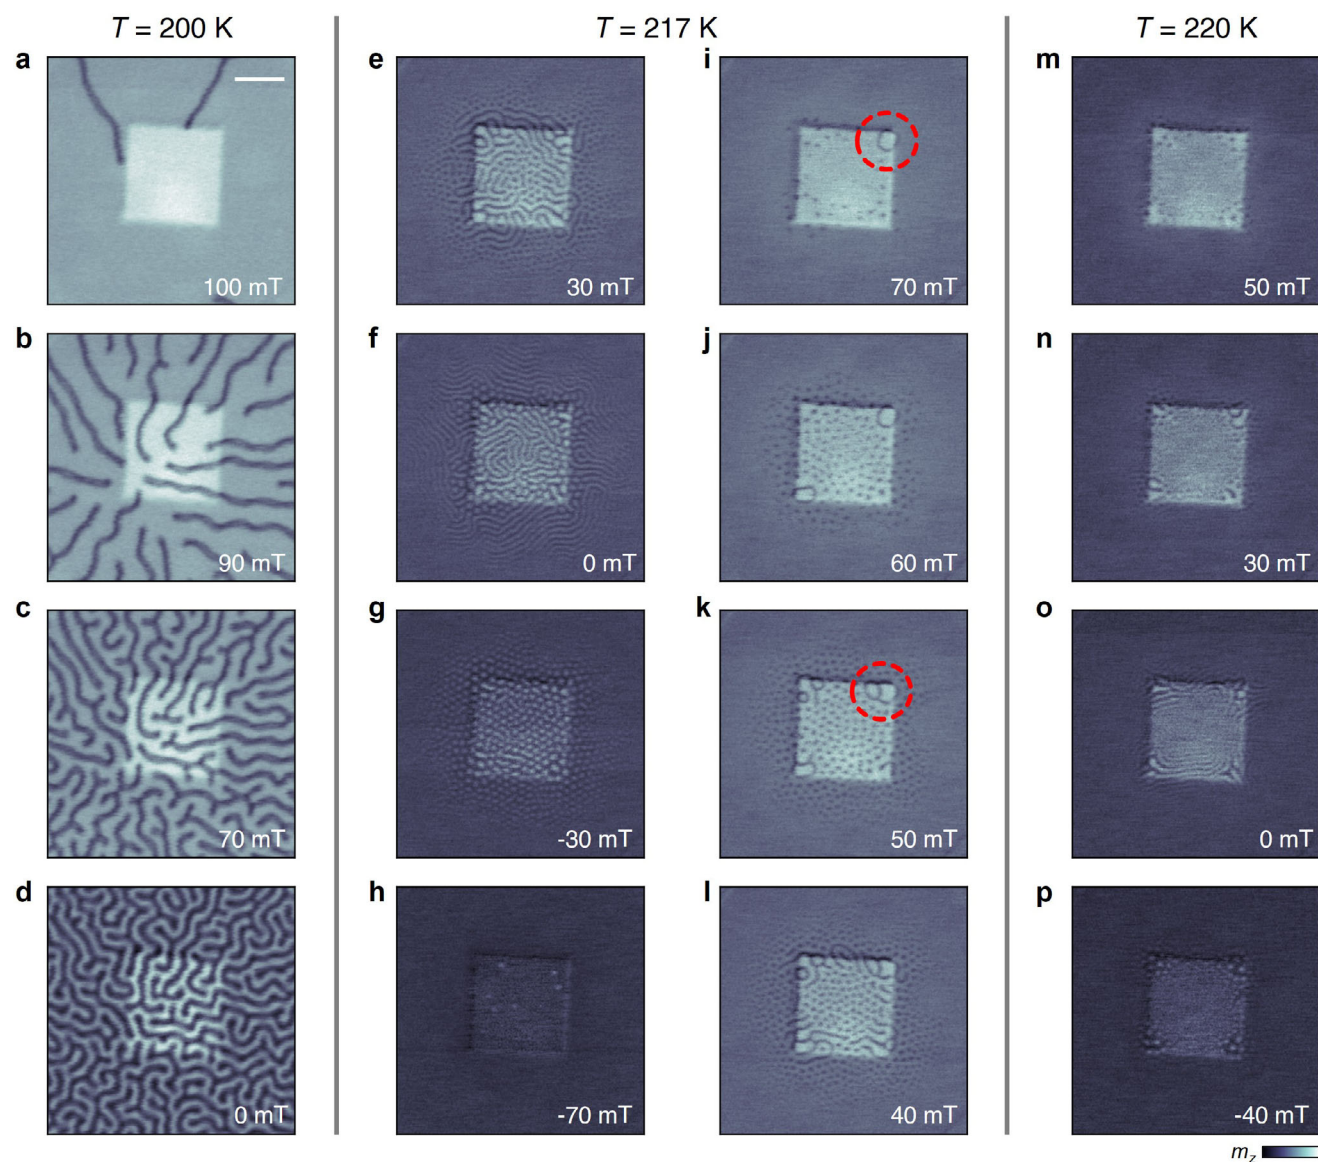 T = 200 K
T = 217 K
T = 220 K
a
100 mT
e
30 mT
i
70 mT
m
50 mT
b
90 mT
f
0 mT
j
60 mT
n
30 mT
c
70 mT
g
-30 mT
k
50 mT
o
0 mT
d
0 mT
h
-70 mT
l
40 mT
p
-40 mT
mz